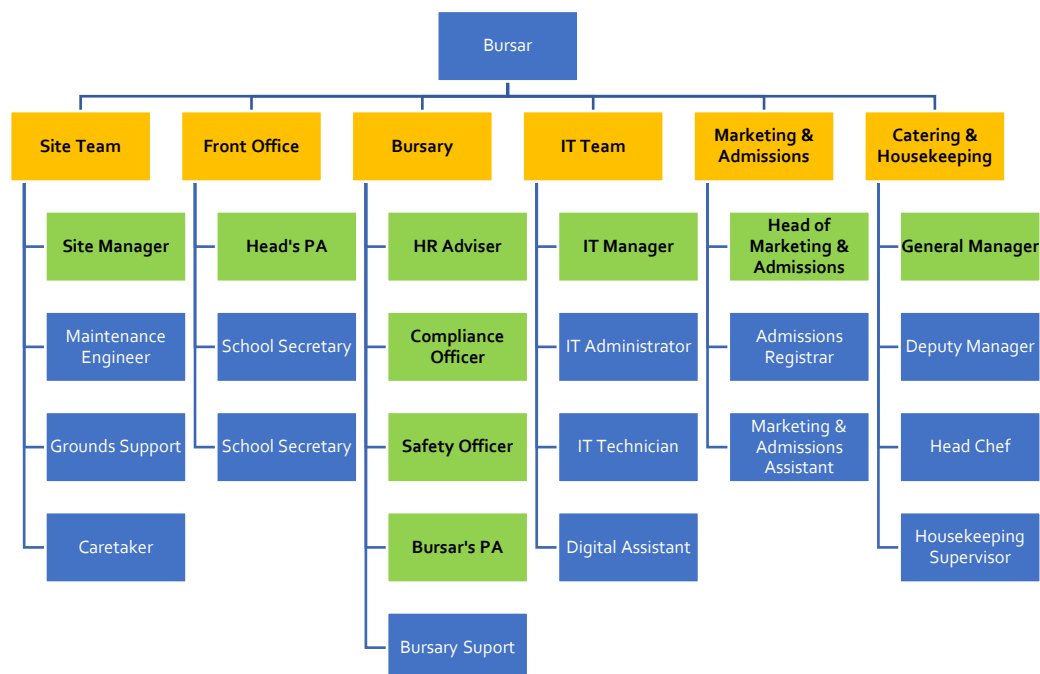 Bursar
Site Team
Front Office
Bursary
IT Team
Marketing &
Admissions
Catering &
Housekeeping
Site Manager
Head's PA
HR Adviser
IT Manager
Head of
Marketing &
Admissions
General Manager
Maintenance
Engineer
School Secretary
Compliance
Officer
IT Administrator
Admissions
Registrar
Deputy Manager
Grounds Support
School Secretary
Safety Officer
IT Technician
Marketing &
Admissions
Assistant
Head Chef
Caretaker
Bursar's PA
Digital Assistant
Housekeeping
Supervisor
Bursary Suport